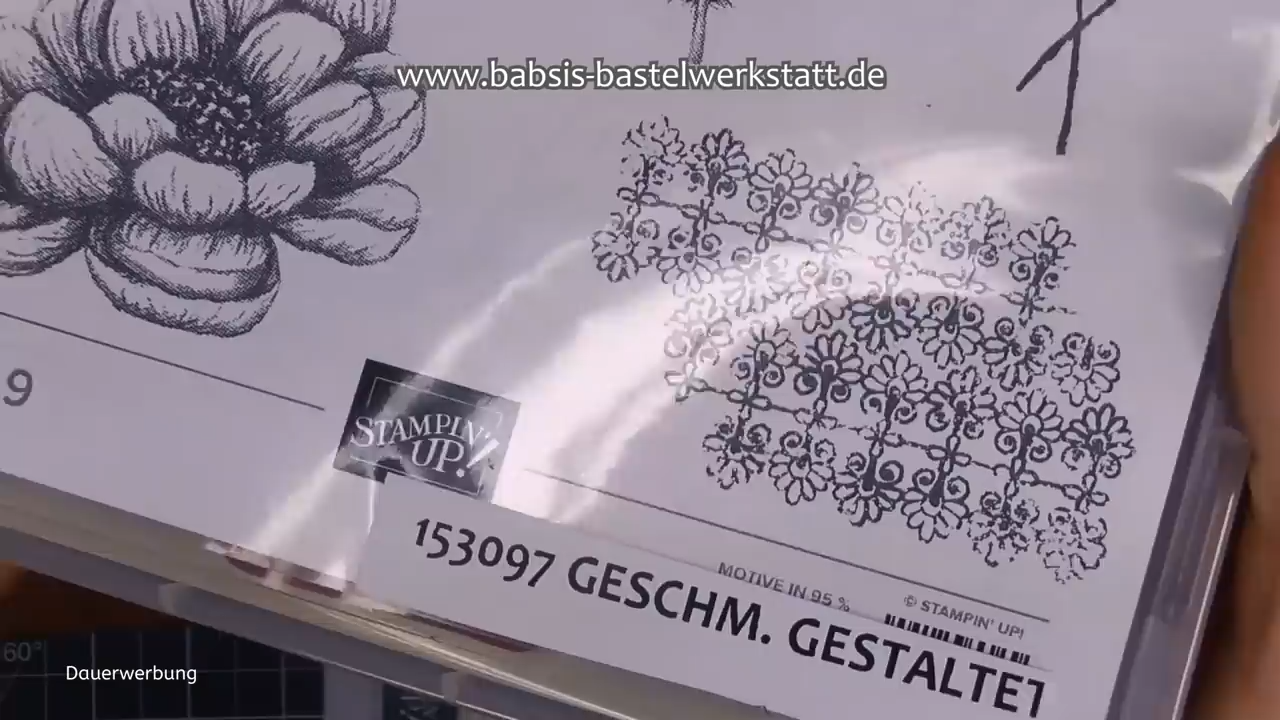 www.babsis-bastelwerkstatt.de
9
STAMPIN'
UP!
MOTIVE IN 95 %
© STAMPIN' UP!
153097 GESCHM. GESTALTET
60°
Dauerwerbung